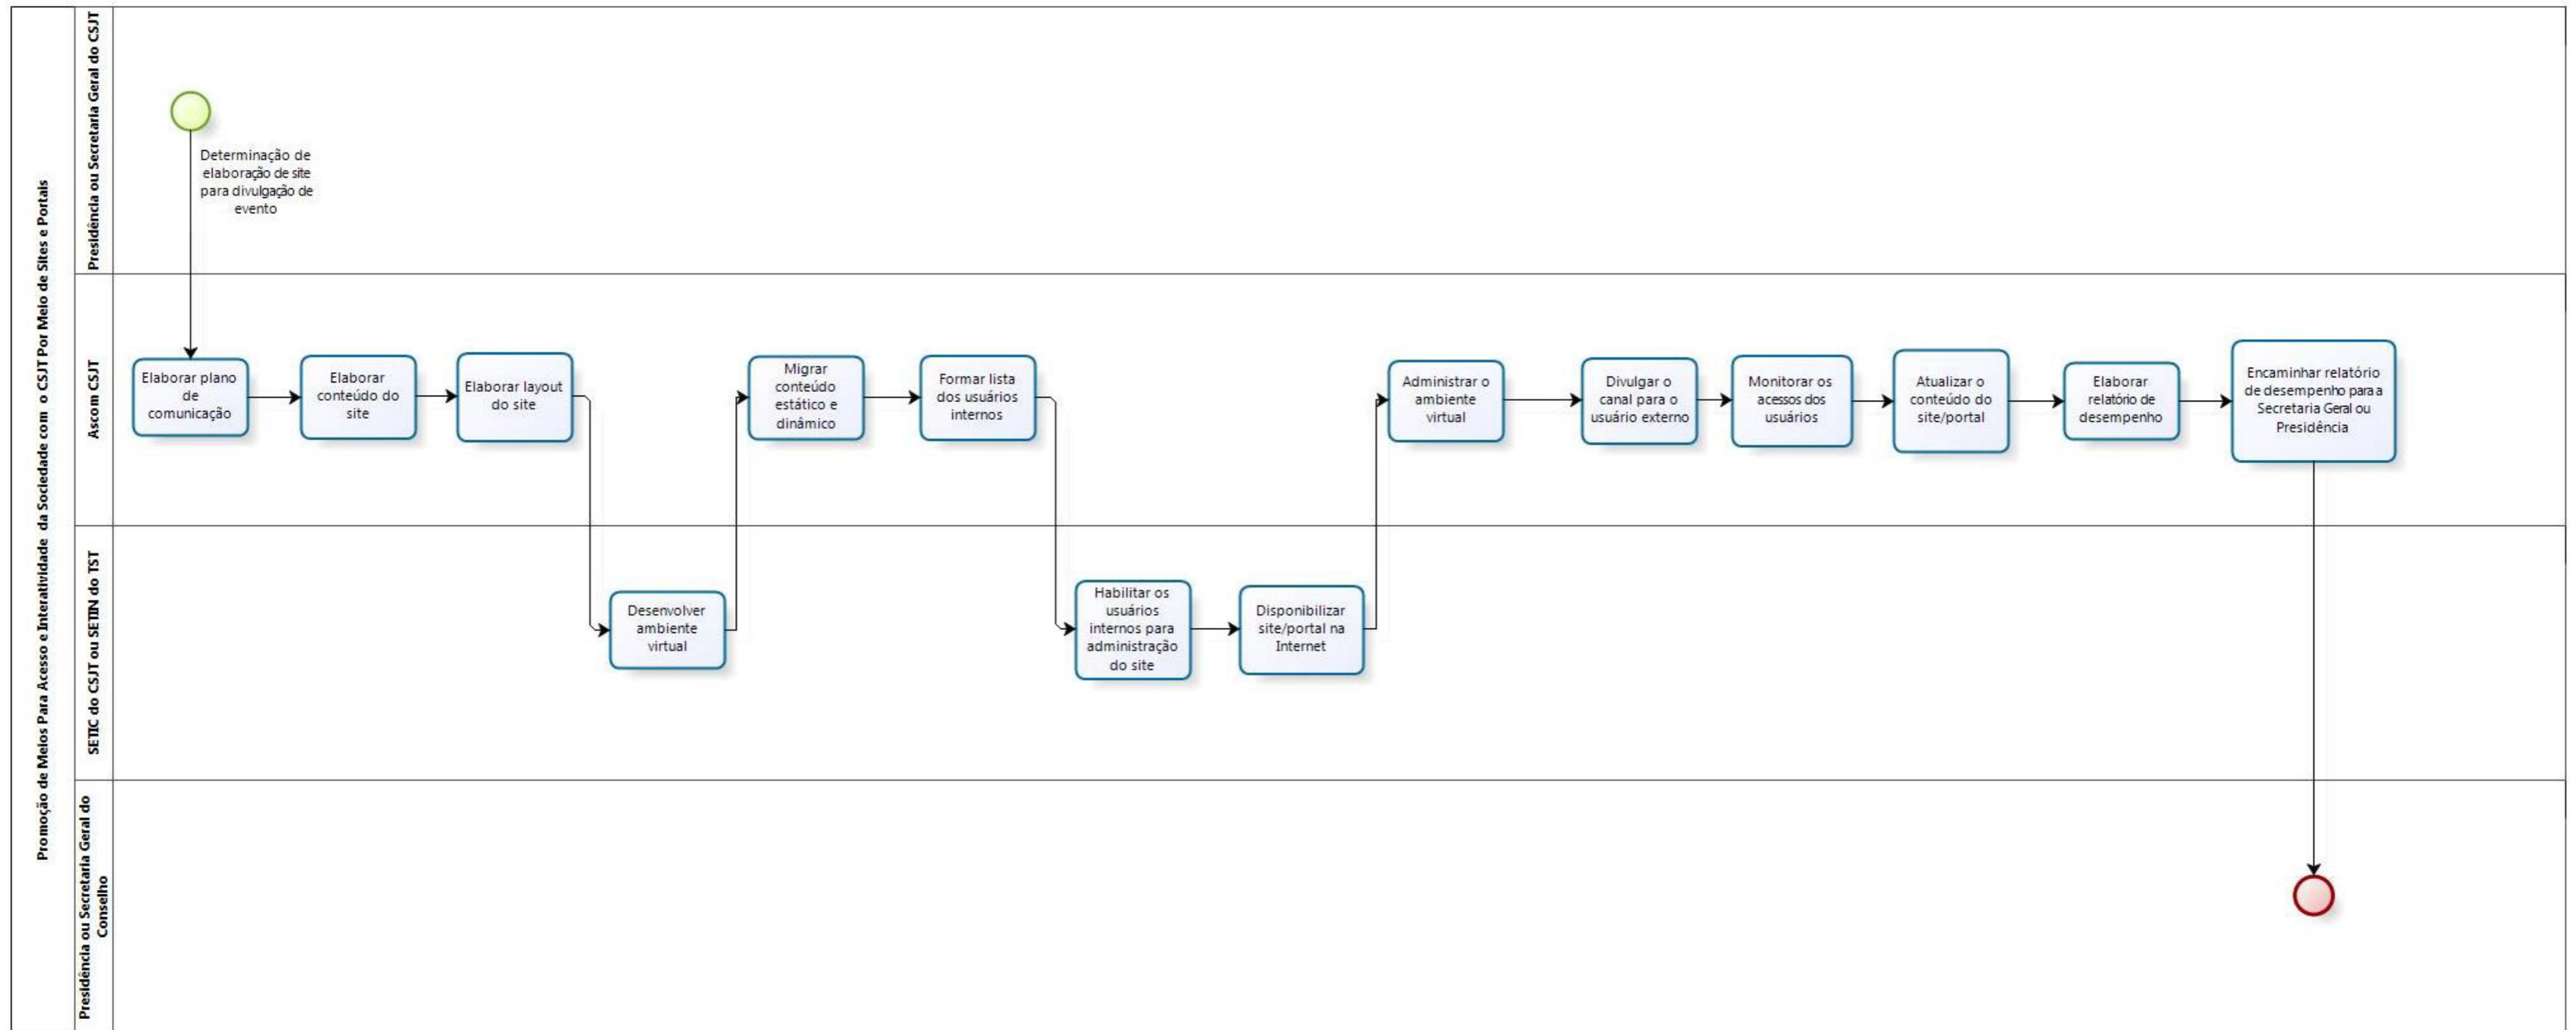 Promoção de Meios Para Acesso e Interatividade da Sociedade com o CSJT Por Meio de Sites e Portais
Presidência ou Secretaria Geral do CSJT
Determinação de
elaboração de site
para divulgação de
evento
Ascom CSJT
Elaborar plano
de
comunicação
Elaborar
conteúdo do
site
Elaborar layout
do site
Migrar
conteúdo
estático e
dinâmico
Formar lista
dos usuários
internos
Administrar o
ambiente
virtual
Divulgar o
canal para o
usuário externo
Monitorar os
acessos dos
usuários
Atualizar o
conteúdo do
site/portal
Elaborar
relatório de
desempenho
Encaminhar relatório
de desempenho para a
Secretaria Geral ou
Presidência
SETIC do CSJT ou SETIN do TST
Desenvolver
ambiente
virtual
Habilitar os
usuários
internos para
administração
do site
Disponibilizar
site/portal na
Internet
Presidência ou Secretaria Geral do
Conselho